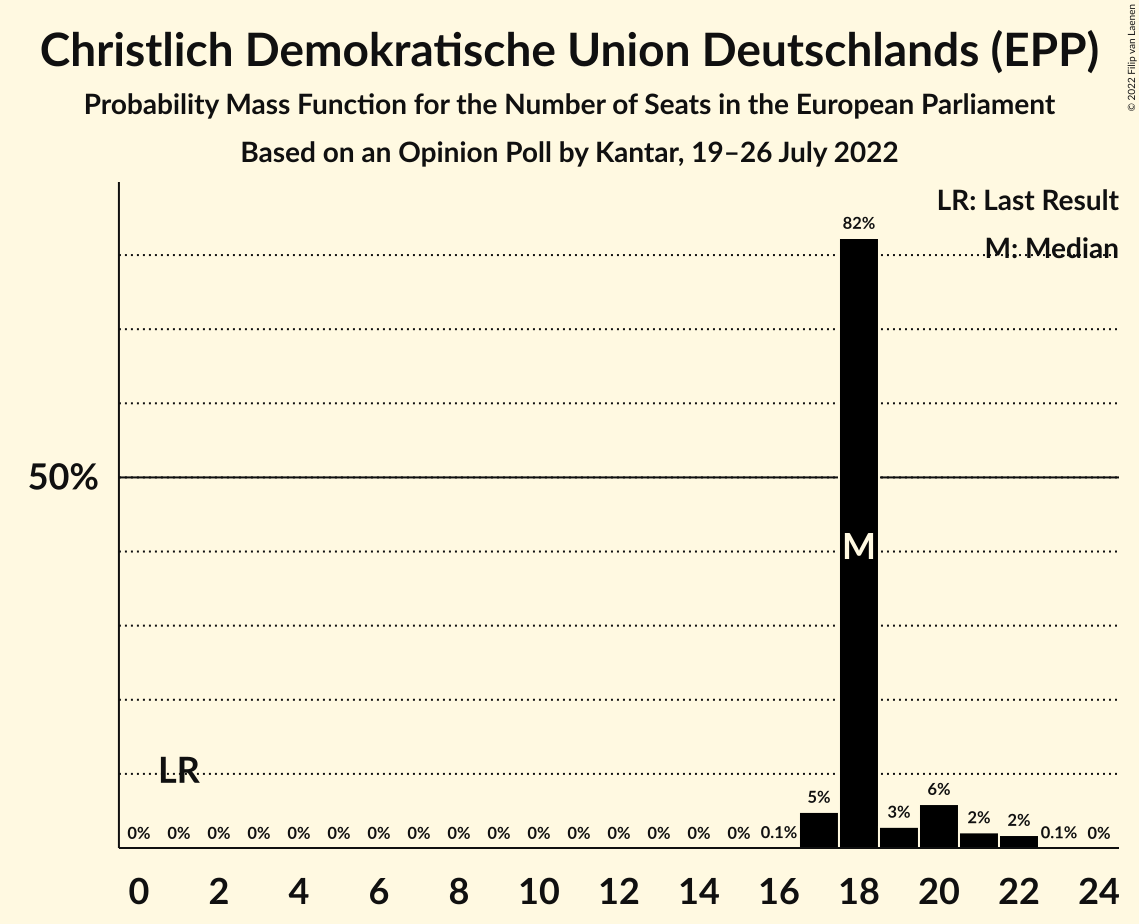 Christlich Demokratische Union Deutschlands (EPP)
Probability Mass Function for the Number of Seats in the European Parliament
Based on an Opinion Poll by Kantar, 19–26 July 2022
© 2022 Filip van Laenen
LR: Last Result
M: Median
82%
50%
M
LR
0% 0% 0% 0% 0% 0% 0% 0% 0% 0% 0% 0% 0% 0% 0% 0% 0.1% 5% 3% 6% 2% 2% 0.1% 0%
0 2 4 6 8 10 12 14 16 18 20 22 24